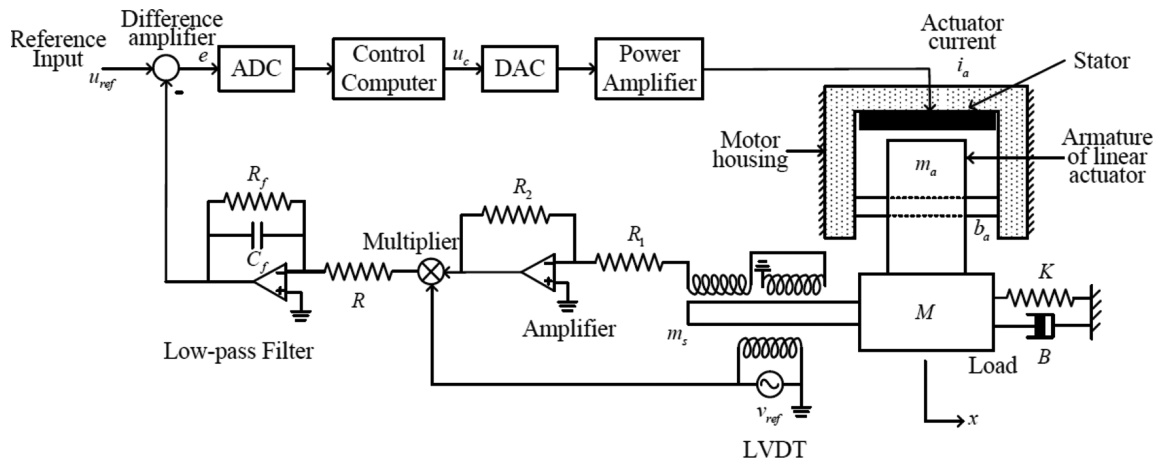 Difference
amplifier
Reference
Input
u_ref
e
-
ADC
Control
Computer
u_c
DAC
Power
Amplifier
Actuator
current
i_a
Stator
Motor
housing
m_a
Armature
of linear
actuator
b_a
R_f
C_f
-
+
Low-pass Filter
R
Multiplier
R_2
-
+
Amplifier
R_1
m_s
v_ref
LVDT
M
Load
K
B
x